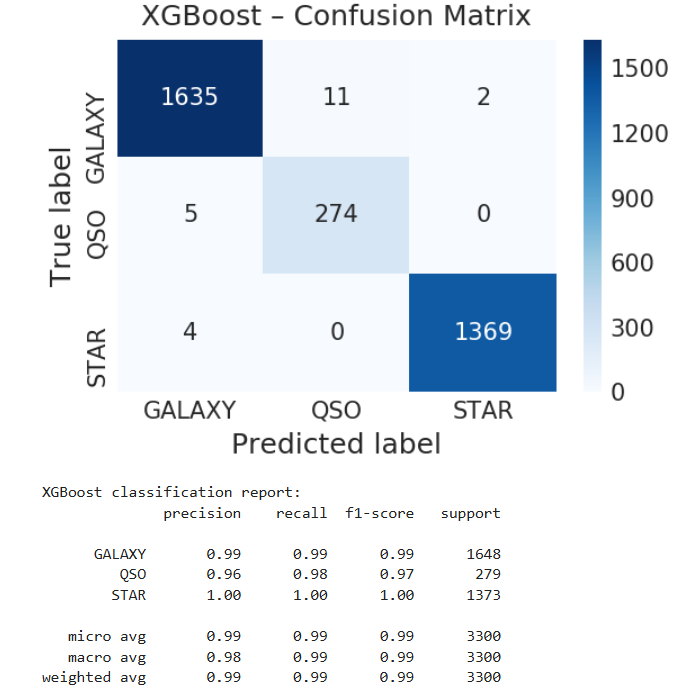 XGBoost – Confusion Matrix
True label
GALAXY 1635 11 2
QSO 5 274 0
STAR 4 0 1369
GALAXY QSO STAR
Predicted label
1500
1200
900
600
300
0
XGBoost classification report:
precision recall f1-score support
GALAXY 0.99 0.99 0.99 1648
QSO 0.96 0.98 0.97 279
STAR 1.00 1.00 1.00 1373
micro avg 0.99 0.99 0.99 3300
macro avg 0.98 0.99 0.99 3300
weighted avg 0.99 0.99 0.99 3300